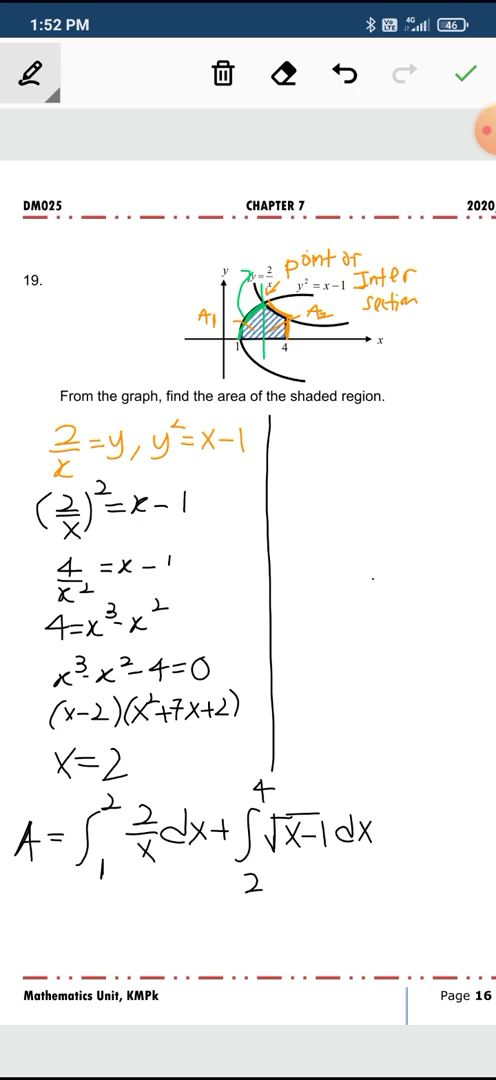 1:52 PM
VO LTE 4G 46
DM025 CHAPTER 7 2020
19.
y y = 2/x point of
y² = x − 1 Inter
section
A1 A2
1 4 x
From the graph, find the area of the shaded region.
2/x = y, y² = x − 1
(2/x)² = x − 1
4/x² = x − 1
4 = x³ − x²
x³ − x² − 4 = 0
(x−2)(x²+7x+2)
x = 2
A = ∫₁² 2/x dx + ∫₂⁴ √x−1 dx
Mathematics Unit, KMPk Page 16